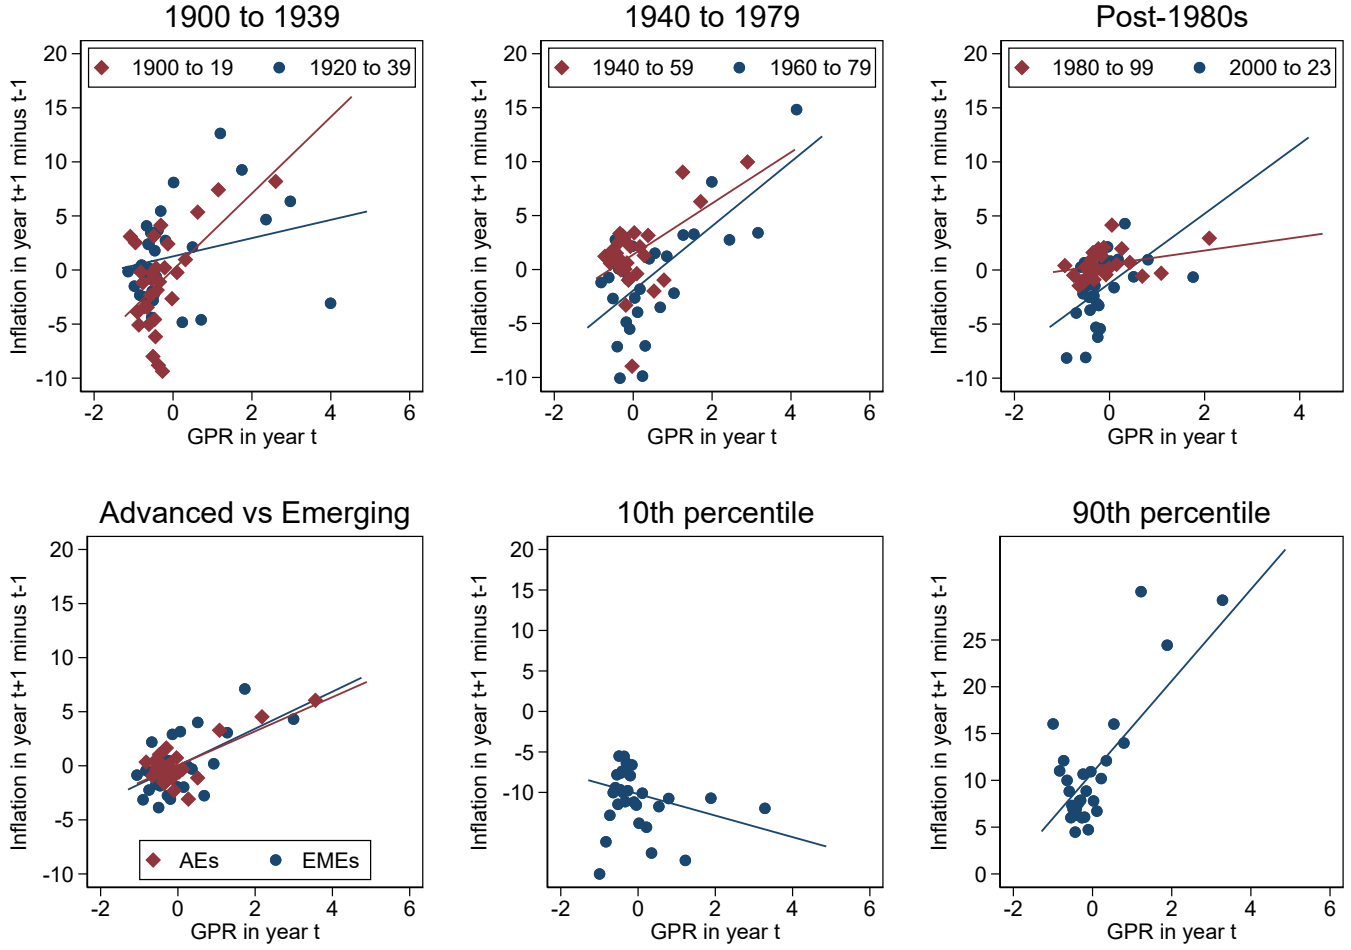 1900 to 1939
1940 to 1979
Post-1980s
Inflation in year t+1 minus t-1
20
15
10
5
0
-5
-10
1900 to 19
1920 to 39
-2
0
2
4
6
GPR in year t
Inflation in year t+1 minus t-1
20
15
10
5
0
-5
-10
1940 to 59
1960 to 79
-2
0
2
4
6
GPR in year t
Inflation in year t+1 minus t-1
20
15
10
5
0
-5
-10
1980 to 99
2000 to 23
-2
0
2
4
GPR in year t
Advanced vs Emerging
10th percentile
90th percentile
Inflation in year t+1 minus t-1
20
15
10
5
0
-5
-10
AEs
EMEs
-2
0
2
4
6
GPR in year t
Inflation in year t+1 minus t-1
20
15
10
5
0
-5
-10
-2
0
2
4
6
GPR in year t
Inflation in year t+1 minus t-1
25
20
15
10
5
0
-2
0
2
4
6
GPR in year t